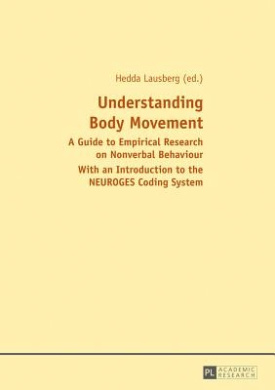 Hedda Lausberg (ed.)
Understanding
Body Movement
A Guide to Empirical Research
on Nonverbal Behaviour
With an Introduction to the
NEUROGES Coding System
PL ACADEMIC
RESEARCH